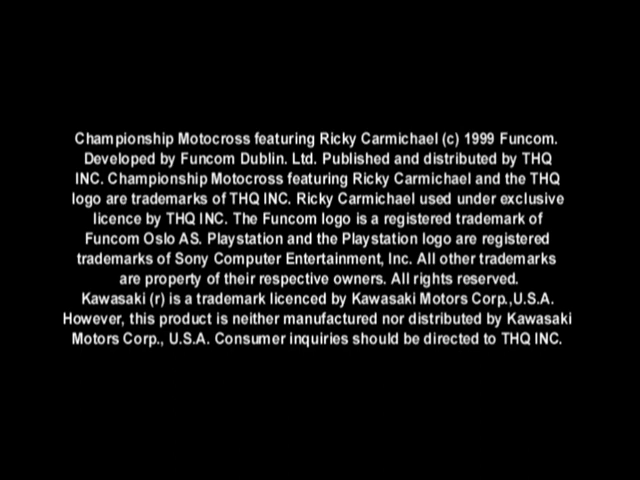 Championship Motocross featuring Ricky Carmichael (c) 1999 Funcom.
Developed by Funcom Dublin. Ltd. Published and distributed by THQ
INC. Championship Motocross featuring Ricky Carmichael and the THQ
logo are trademarks of THQ INC. Ricky Carmichael used under exclusive
licence by THQ INC. The Funcom logo is a registered trademark of
Funcom Oslo AS. Playstation and the Playstation logo are registered
trademarks of Sony Computer Entertainment, Inc. All other trademarks
are property of their respective owners. All rights reserved.
Kawasaki (r) is a trademark licenced by Kawasaki Motors Corp.,U.S.A.
However, this product is neither manufactured nor distributed by Kawasaki
Motors Corp., U.S.A. Consumer inquiries should be directed to THQ INC.